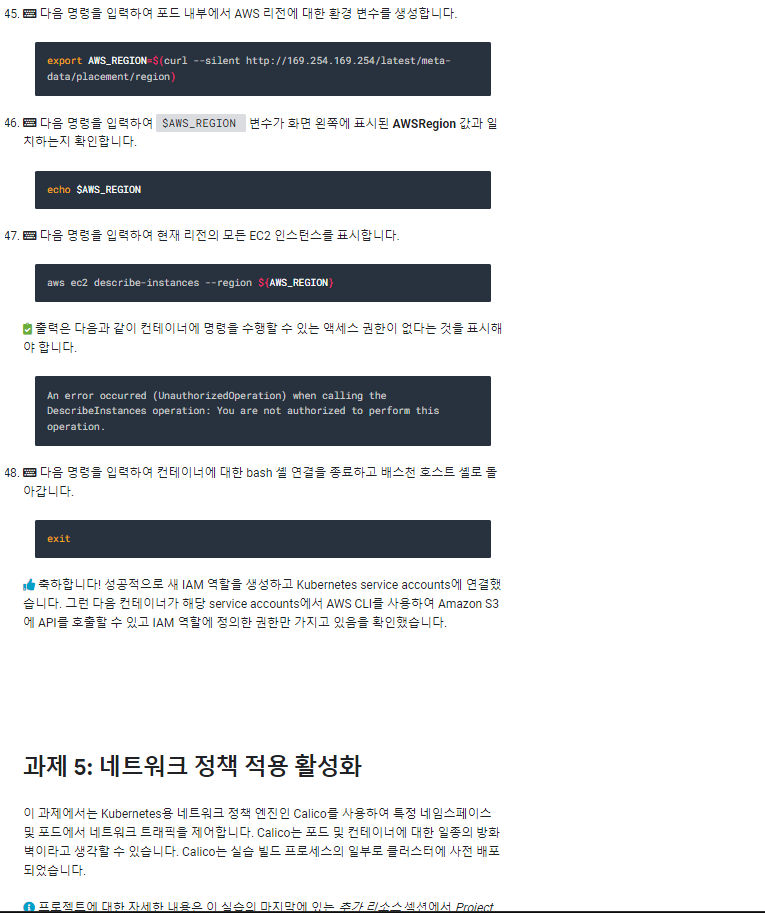 45. 다음 명령을 입력하여 포드 내부에서 AWS 리전에 대한 환경 변수를 생성합니다.
export AWS_REGION=$(curl --silent http://169.254.169.254/latest/meta-
data/placement/region)
46. 다음 명령을 입력하여 $AWS_REGION 변수가 화면 왼쪽에 표시된 AWSRegion 값과 일
치하는지 확인합니다.
echo $AWS_REGION
47. 다음 명령을 입력하여 현재 리전의 모든 EC2 인스턴스를 표시합니다.
aws ec2 describe-instances --region ${AWS_REGION}
출력은 다음과 같이 컨테이너에 명령을 수행할 수 있는 액세스 권한이 없다는 것을 표시해
야 합니다.
An error occurred (UnauthorizedOperation) when calling the
DescribeInstances operation: You are not authorized to perform this
operation.
48. 다음 명령을 입력하여 컨테이너에 대한 bash 셸 연결을 종료하고 배스천 호스트 셸로 돌
아갑니다.
exit
축하합니다! 성공적으로 새 IAM 역할을 생성하고 Kubernetes service accounts에 연결했
습니다. 그런 다음 컨테이너가 해당 service accounts에서 AWS CLI를 사용하여 Amazon S3
에 API를 호출할 수 있고 IAM 역할에 정의한 권한만 가지고 있음을 확인했습니다.
과제 5: 네트워크 정책 적용 활성화
이 과제에서는 Kubernetes용 네트워크 정책 엔진인 Calico를 사용하여 특정 네임스페이스
및 포드에서 네트워크 트래픽을 제어합니다. Calico는 포드 및 컨테이너에 대한 일종의 방화
벽이라고 생각할 수 있습니다. Calico는 실습 빌드 프로세스의 일부로 클러스터에 사전 배포
되었습니다.
프로젝트에 대한 자세한 내용은 이 실습의 마지막에 있는 추가 리소스 섹션에서 Project